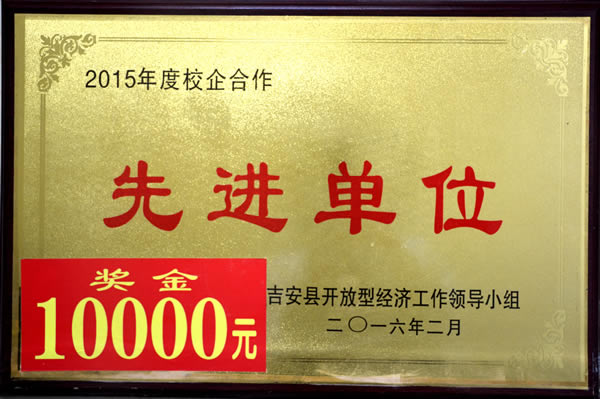 2015年度校企合作
先进单位
奖金
10000元
吉安县开放型经济工作领导小组
二〇一六年二月